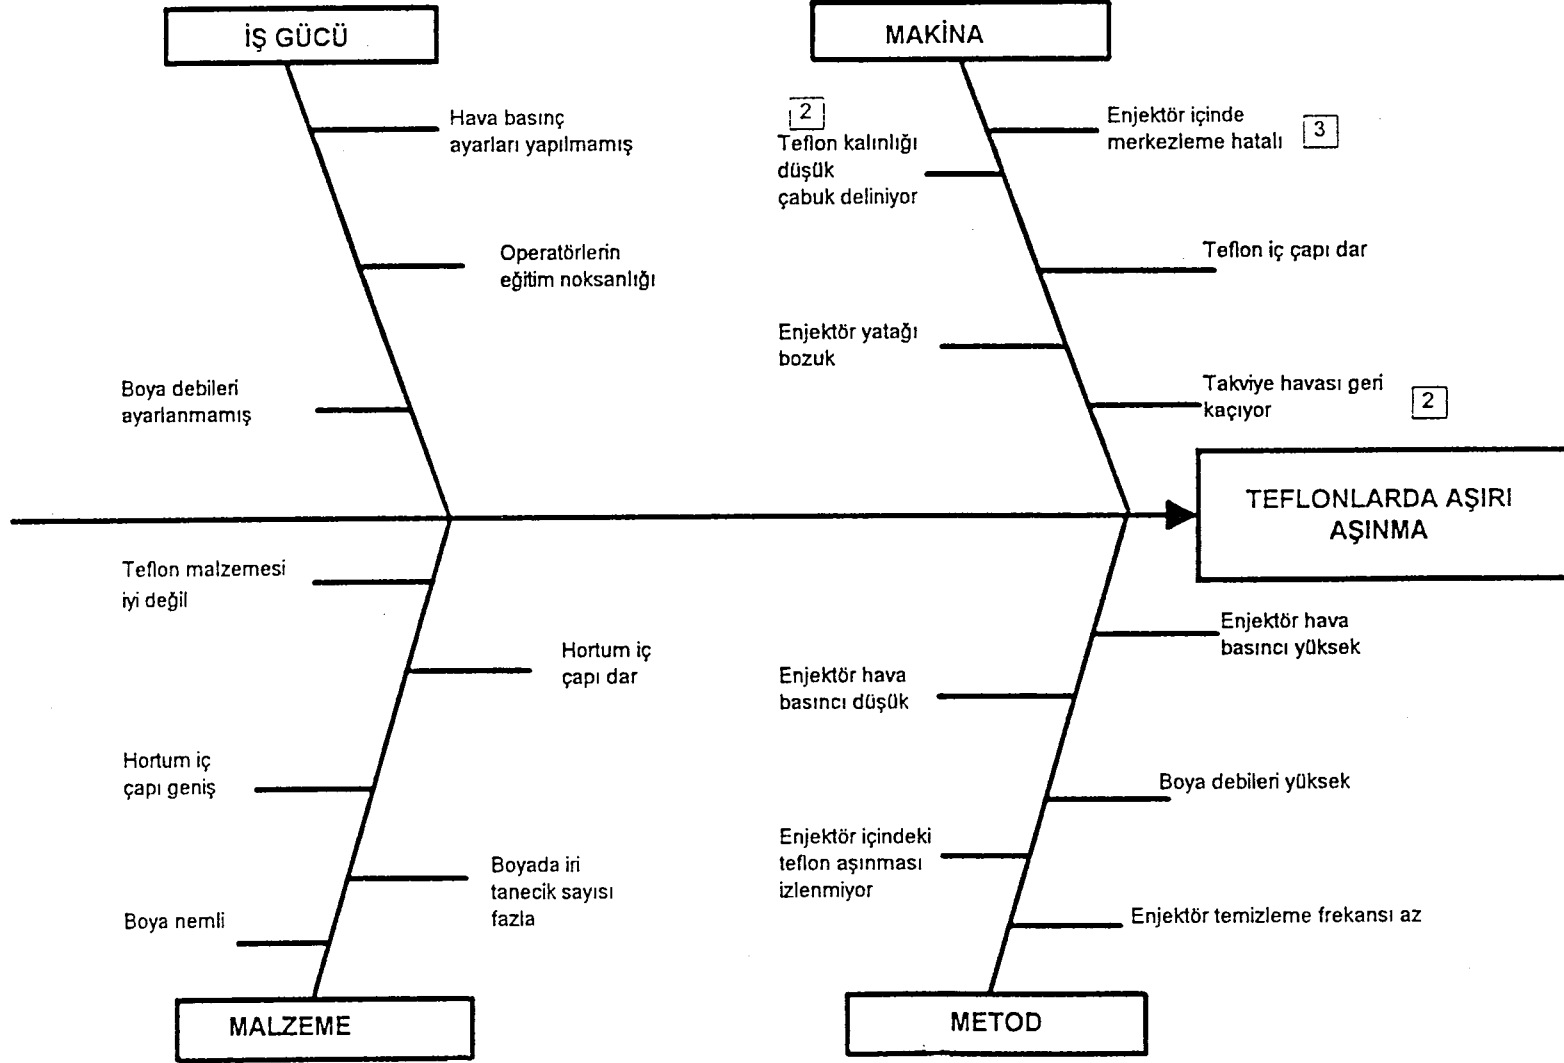 İŞ GÜCÜ
MAKİNA
Hava basınç
ayarları yapılmamış
Operatörlerin
eğitim noksanlığı
Boya debileri
ayarlanmamış
2
Teflon kalınlığı
düşük
çabuk deliniyor
Enjektör içinde
merkezleme hatalı
3
Teflon iç çapı dar
Enjektör yatağı
bozuk
Takviye havası geri
kaçıyor
2
TEFLONLARDA AŞIRI
AŞINMA
Teflon malzemesi
iyi değil
Hortum iç
çapı dar
Hortum iç
çapı geniş
Boyada iri
tanecik sayısı
fazla
Boya nemli
Enjektör hava
basıncı yüksek
Enjektör hava
basıncı düşük
Boya debileri yüksek
Enjektör içindeki
teflon aşınması
izlenmiyor
Enjektör temizleme frekansı az
MALZEME
METOD